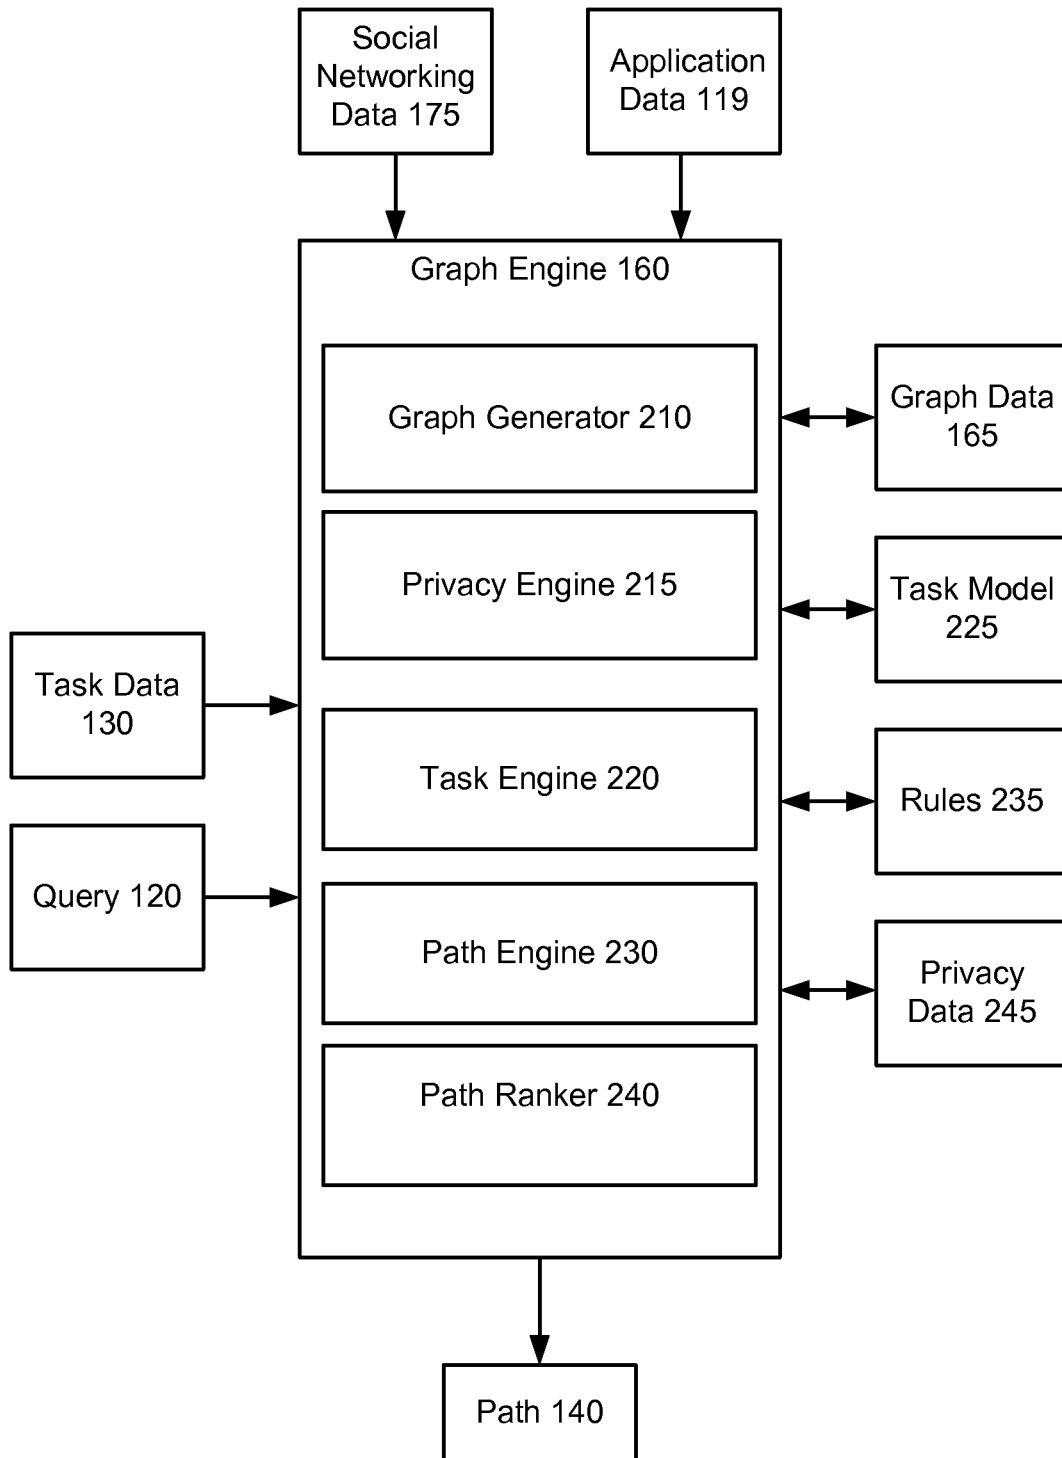 Social
Networking
Data 175
Application
Data 119
Graph Engine 160
Graph Generator 210
Graph Data
165
Privacy Engine 215
Task Model
225
Task Data
130
Task Engine 220
Rules 235
Query 120
Path Engine 230
Privacy
Data 245
Path Ranker 240
Path 140